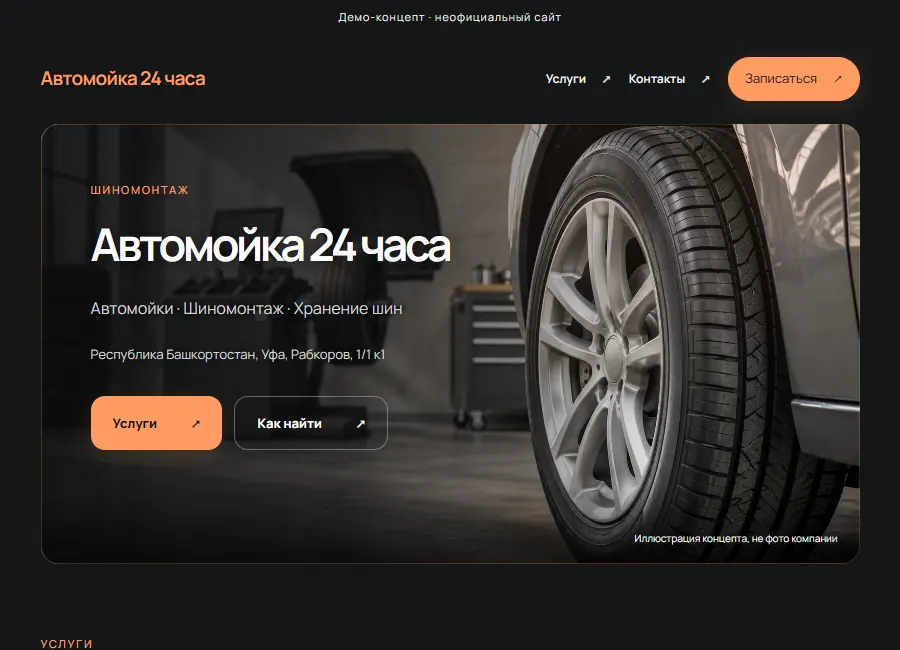 Демо-концепт · неофициальный сайт
Автомойка 24 часа
Услуги ↗ Контакты ↗ Записаться ↗
ШИНОМОНТАЖ
Автомойка 24 часа
Автомойки · Шиномонтаж · Хранение шин
Республика Башкортостан, Уфа, Рабкоров, 1/1 к1
Услуги ↗ Как найти ↗
Иллюстрация концепта, не фото компании
УСЛУГИ